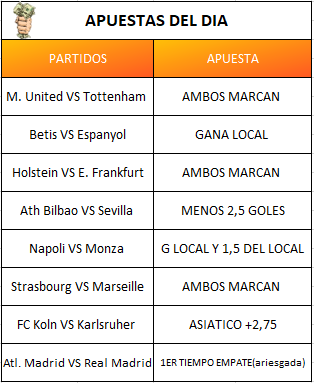 APUESTAS DEL DIA
PARTIDOS APUESTA
M. United VS Tottenham AMBOS MARCAN
Betis VS Espanyol GANA LOCAL
Holstein VS E. Frankfurt AMBOS MARCAN
Ath Bilbao VS Sevilla MENOS 2,5 GOLES
Napoli VS Monza G LOCAL Y 1,5 DEL LOCAL
Strasbourg VS Marseille AMBOS MARCAN
FC Koln VS Karlsruher ASIATICO +2,75
Atl. Madrid VS Real Madrid 1ER TIEMPO EMPATE(ariesgada)